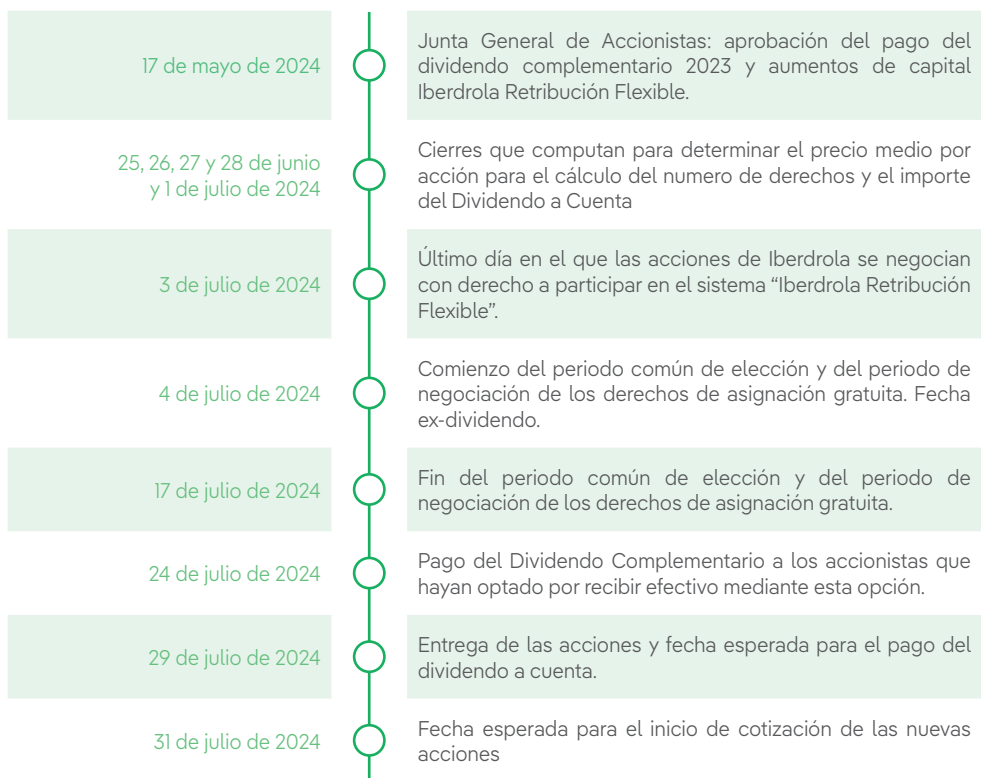 17 de mayo de 2024
Junta General de Accionistas: aprobación del pago del
dividendo complementario 2023 y aumentos de capital
Iberdrola Retribución Flexible.
25, 26, 27 y 28 de junio
y 1 de julio de 2024
Cierres que computan para determinar el precio medio por
acción para el cálculo del numero de derechos y el importe
del Dividendo a Cuenta
3 de julio de 2024
Último día en el que las acciones de Iberdrola se negocian
con derecho a participar en el sistema “Iberdrola Retribución
Flexible”.
4 de julio de 2024
Comienzo del periodo común de elección y del periodo de
negociación de los derechos de asignación gratuita. Fecha
ex-dividendo.
17 de julio de 2024
Fin del periodo común de elección y del periodo de
negociación de los derechos de asignación gratuita.
24 de julio de 2024
Pago del Dividendo Complementario a los accionistas que
hayan optado por recibir efectivo mediante esta opción.
29 de julio de 2024
Entrega de las acciones y fecha esperada para el pago del
dividendo a cuenta.
31 de julio de 2024
Fecha esperada para el inicio de cotización de las nuevas
acciones